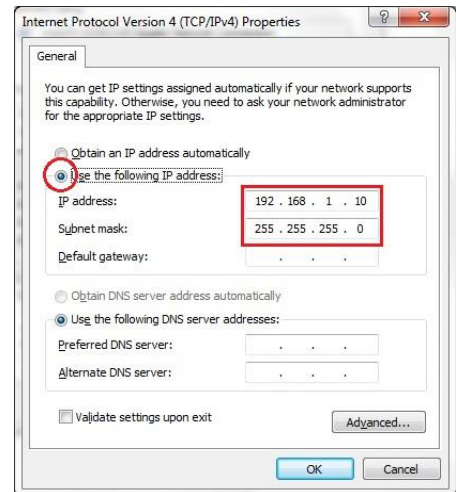 Internet Protocol Version 4 (TCP/IPv4) Properties
General
You can get IP settings assigned automatically if your network supports
this capability. Otherwise, you need to ask your network administrator
for the appropriate IP settings.
Obtain an IP address automatically
Use the following IP address:
IP address: 192 . 168 . 1 . 10
Subnet mask: 255 . 255 . 255 . 0
Default gateway: . . .
Obtain DNS server address automatically
Use the following DNS server addresses:
Preferred DNS server: . . .
Alternate DNS server: . . .
Validate settings upon exit
Advanced...
OK Cancel